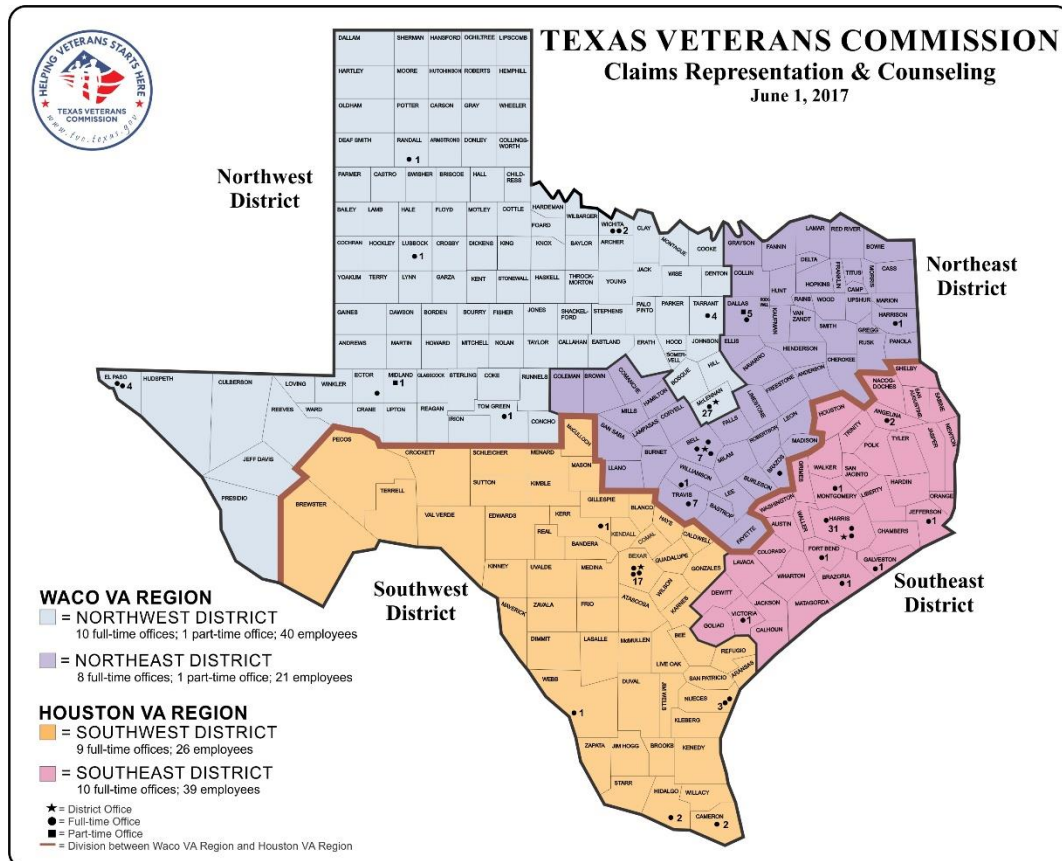 TEXAS VETERANS COMMISSION
Claims Representation & Counseling
June 1, 2017
HELPING VETERANS STARTS HERE
TEXAS VETERANS
COMMISSION
www.tvc.texas.gov
Northwest
District
Northeast
District
Southwest
District
Southeast
District
DALLAM SHERMAN HANSFORD OCHILTREE LIPSCOMB
HARTLEY MOORE HUTCHINSON ROBERTS HEMPHILL
OLDHAM POTTER CARSON GRAY WHEELER
DEAF SMITH RANDALL ARMSTRONG DONLEY COLLINGS-
WORTH
1
PARMER CASTRO SWISHER BRISCOE HALL CHILD-
RESS
BAILEY LAMB HALE FLOYD MOTLEY COTTLE HARDEMAN
FOARD WILBARGER WICHITA 2 CLAY MONTAGUE COOKE
COCHRAN HOCKLEY LUBBOCK CROSBY DICKENS KING KNOX BAYLOR ARCHER
1
YOAKUM TERRY LYNN GARZA KENT STONEWALL HASKELL THROCK-
MORTON YOUNG JACK WISE DENTON
GAINES DAWSON BORDEN SCURRY FISHER JONES SHACKEL-
FORD STEPHENS PALO
PINTO PARKER TARRANT
4
ANDREWS MARTIN HOWARD MITCHELL NOLAN TAYLOR CALLAHAN EASTLAND ERATH HOOD SOMER-
VELL JOHNSON
BOSQUE HILL
McLENNAN
27
EL PASO
4
HUDSPETH CULBERSON REEVES LOVING WINKLER ECTOR MIDLAND GLASSCOCK STERLING COKE RUNNELS
1
WARD CRANE UPTON REAGAN IRION TOM GREEN CONCHO
1
JEFF DAVIS
PRESIDIO
GRAYSON FANNIN LAMAR RED RIVER BOWIE
COLLIN HUNT DELTA HOPKINS FRANKLIN TITUS MORRIS CASS
CAMP
DALLAS ROCK-
WALL KAUFMAN RAINS WOOD UPSHUR MARION
5
VAN
ZANDT SMITH GREGG HARRISON
1
ELLIS NAVARRO HENDERSON CHEROKEE RUSK PANOLA
COLEMAN BROWN COMANCHE HAMILTON
MILLS CORYELL LIMESTONE FREESTONE ANDERSON
SAN SABA LAMPASAS BELL FALLS LEON
7
LLANO BURNET MILAM ROBERTSON MADISON
WILLIAMSON
1
BRAZOS
BURLESON
TRAVIS
7
LEE
BASTROP
FAYETTE
PECOS
BREWSTER
TERRELL
CROCKETT SCHLEICHER MENARD McCULLOCH
MASON
SUTTON KIMBLE GILLESPIE
VAL VERDE EDWARDS KERR
1
BLANCO HAYS
REAL KENDALL COMAL CALDWELL
BANDERA GUADALUPE
KINNEY UVALDE MEDINA BEXAR
17
GONZALES
WILSON
MAVERICK ZAVALA FRIO ATASCOSA KARNES
DIMMIT LASALLE McMULLEN BEE
LIVE OAK REFUGIO
WEBB
1
DUVAL JIM WELLS SAN PATRICIO ARANSAS
NUECES
3
KLEBERG
ZAPATA JIM HOGG BROOKS KENEDY
STARR HIDALGO WILLACY
2
CAMERON
2
SHELBY
NACOG-
DOCHES SAN
AUGUSTINE SABINE
HOUSTON ANGELINA
2
TRINITY POLK TYLER JASPER NEWTON
GRIMES WALKER
1
SAN
JACINTO
MONTGOMERY LIBERTY HARDIN
ORANGE
WASHINGTON
AUSTIN WALLER HARRIS
31
JEFFERSON
1
CHAMBERS
COLORADO FORT BEND
1
GALVESTON
1
LAVACA WHARTON BRAZORIA
1
DEWITT JACKSON MATAGORDA
VICTORIA
1
GOLIAD CALHOUN
WACO VA REGION
= NORTHWEST DISTRICT
10 full-time offices; 1 part-time office; 40 employees
= NORTHEAST DISTRICT
8 full-time offices; 1 part-time office; 21 employees
HOUSTON VA REGION
= SOUTHWEST DISTRICT
9 full-time offices; 26 employees
= SOUTHEAST DISTRICT
10 full-time offices; 39 employees
★ = District Office
● = Full-time Office
■ = Part-time Office
= Division between Waco VA Region and Houston VA Region